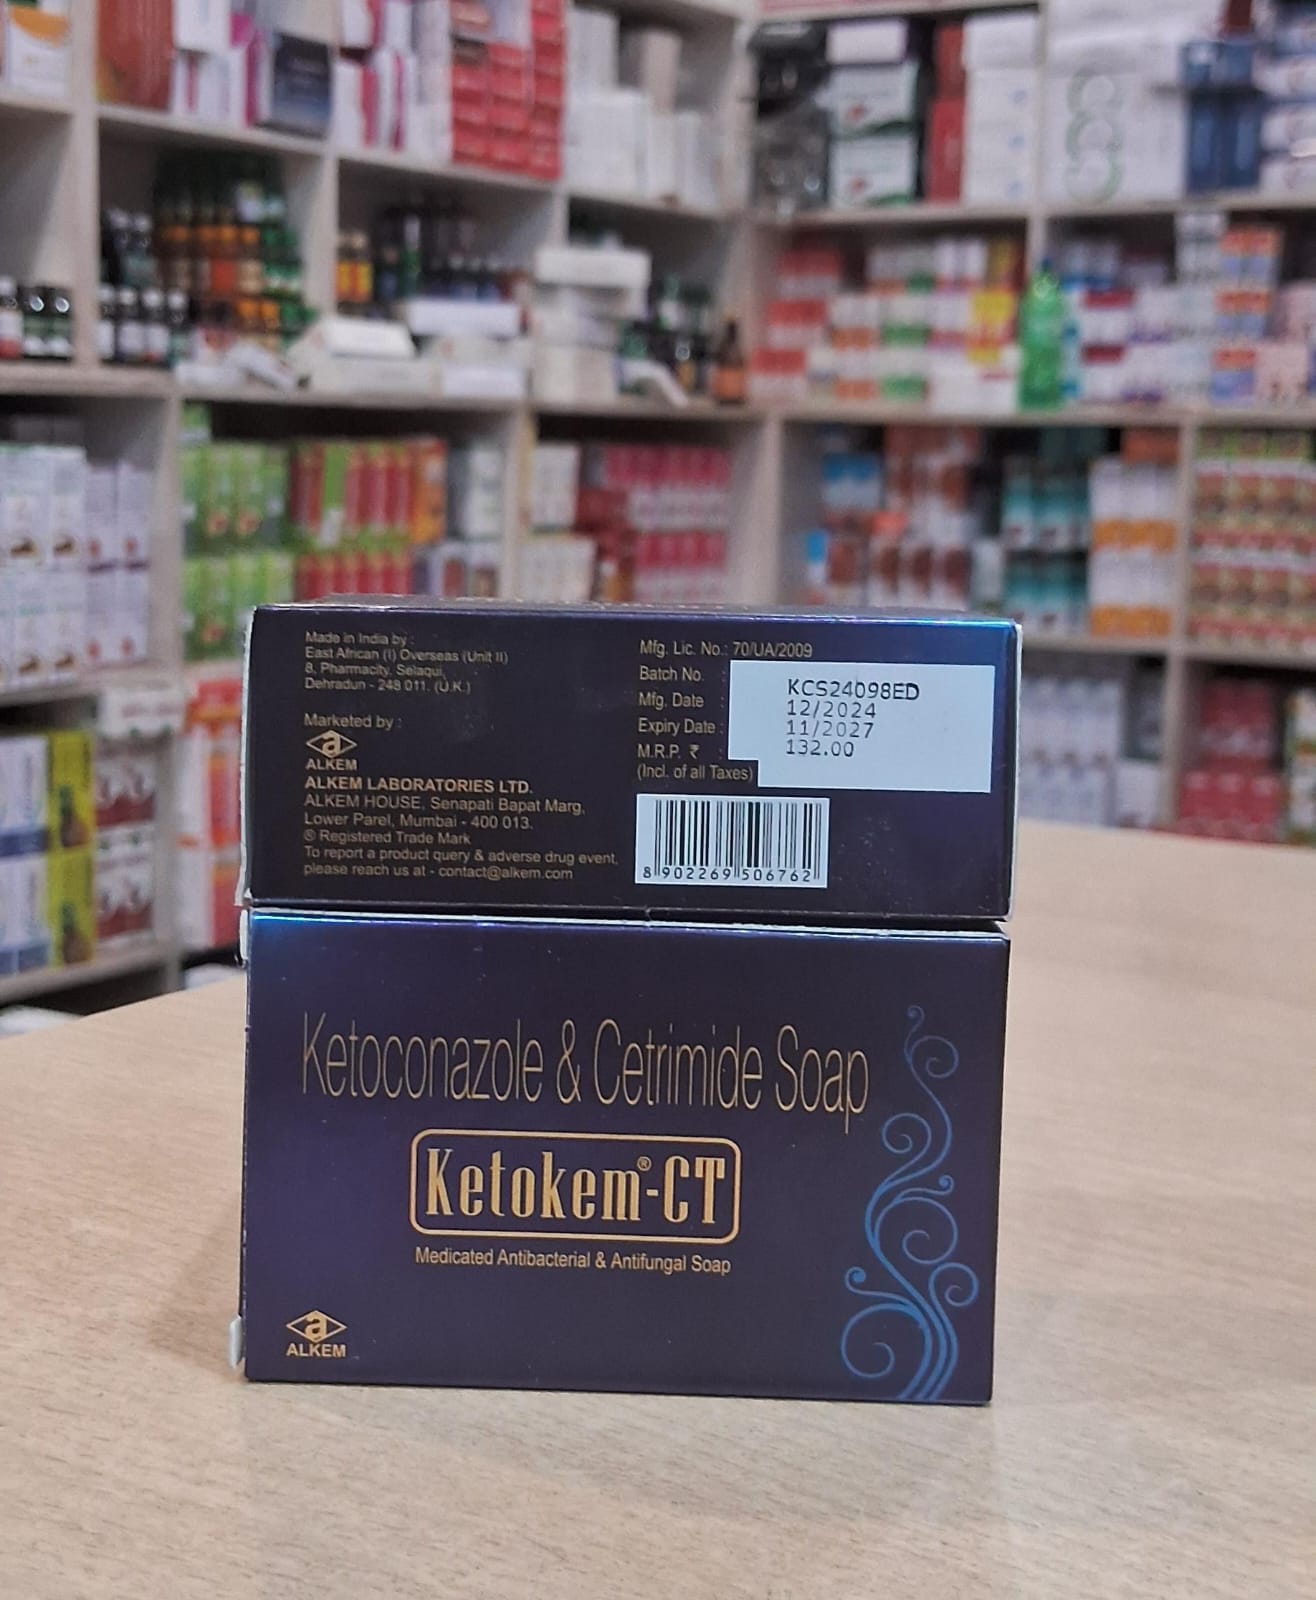 Made in India by :
East African (I) Overseas (Unit II)
8, Pharmacity, Selaqui,
Dehradun - 248 011. (U.K.)
Marketed by :
a
ALKEM
ALKEM LABORATORIES LTD.
ALKEM HOUSE, Senapati Bapat Marg,
Lower Parel, Mumbai - 400 013.
® Registered Trade Mark
To report a product query & adverse drug event,
please reach us at - contact@alkem.com
Mfg. Lic. No.: 70/UA/2009
Batch No. : KCS24098ED
Mfg. Date : 12/2024
Expiry Date : 11/2027
M.R.P. ₹ 132.00
(Incl. of all Taxes)
8 902269 506762
Ketoconazole & Cetrimide Soap
Ketokem®-CT
Medicated Antibacterial & Antifungal Soap
a
ALKEM